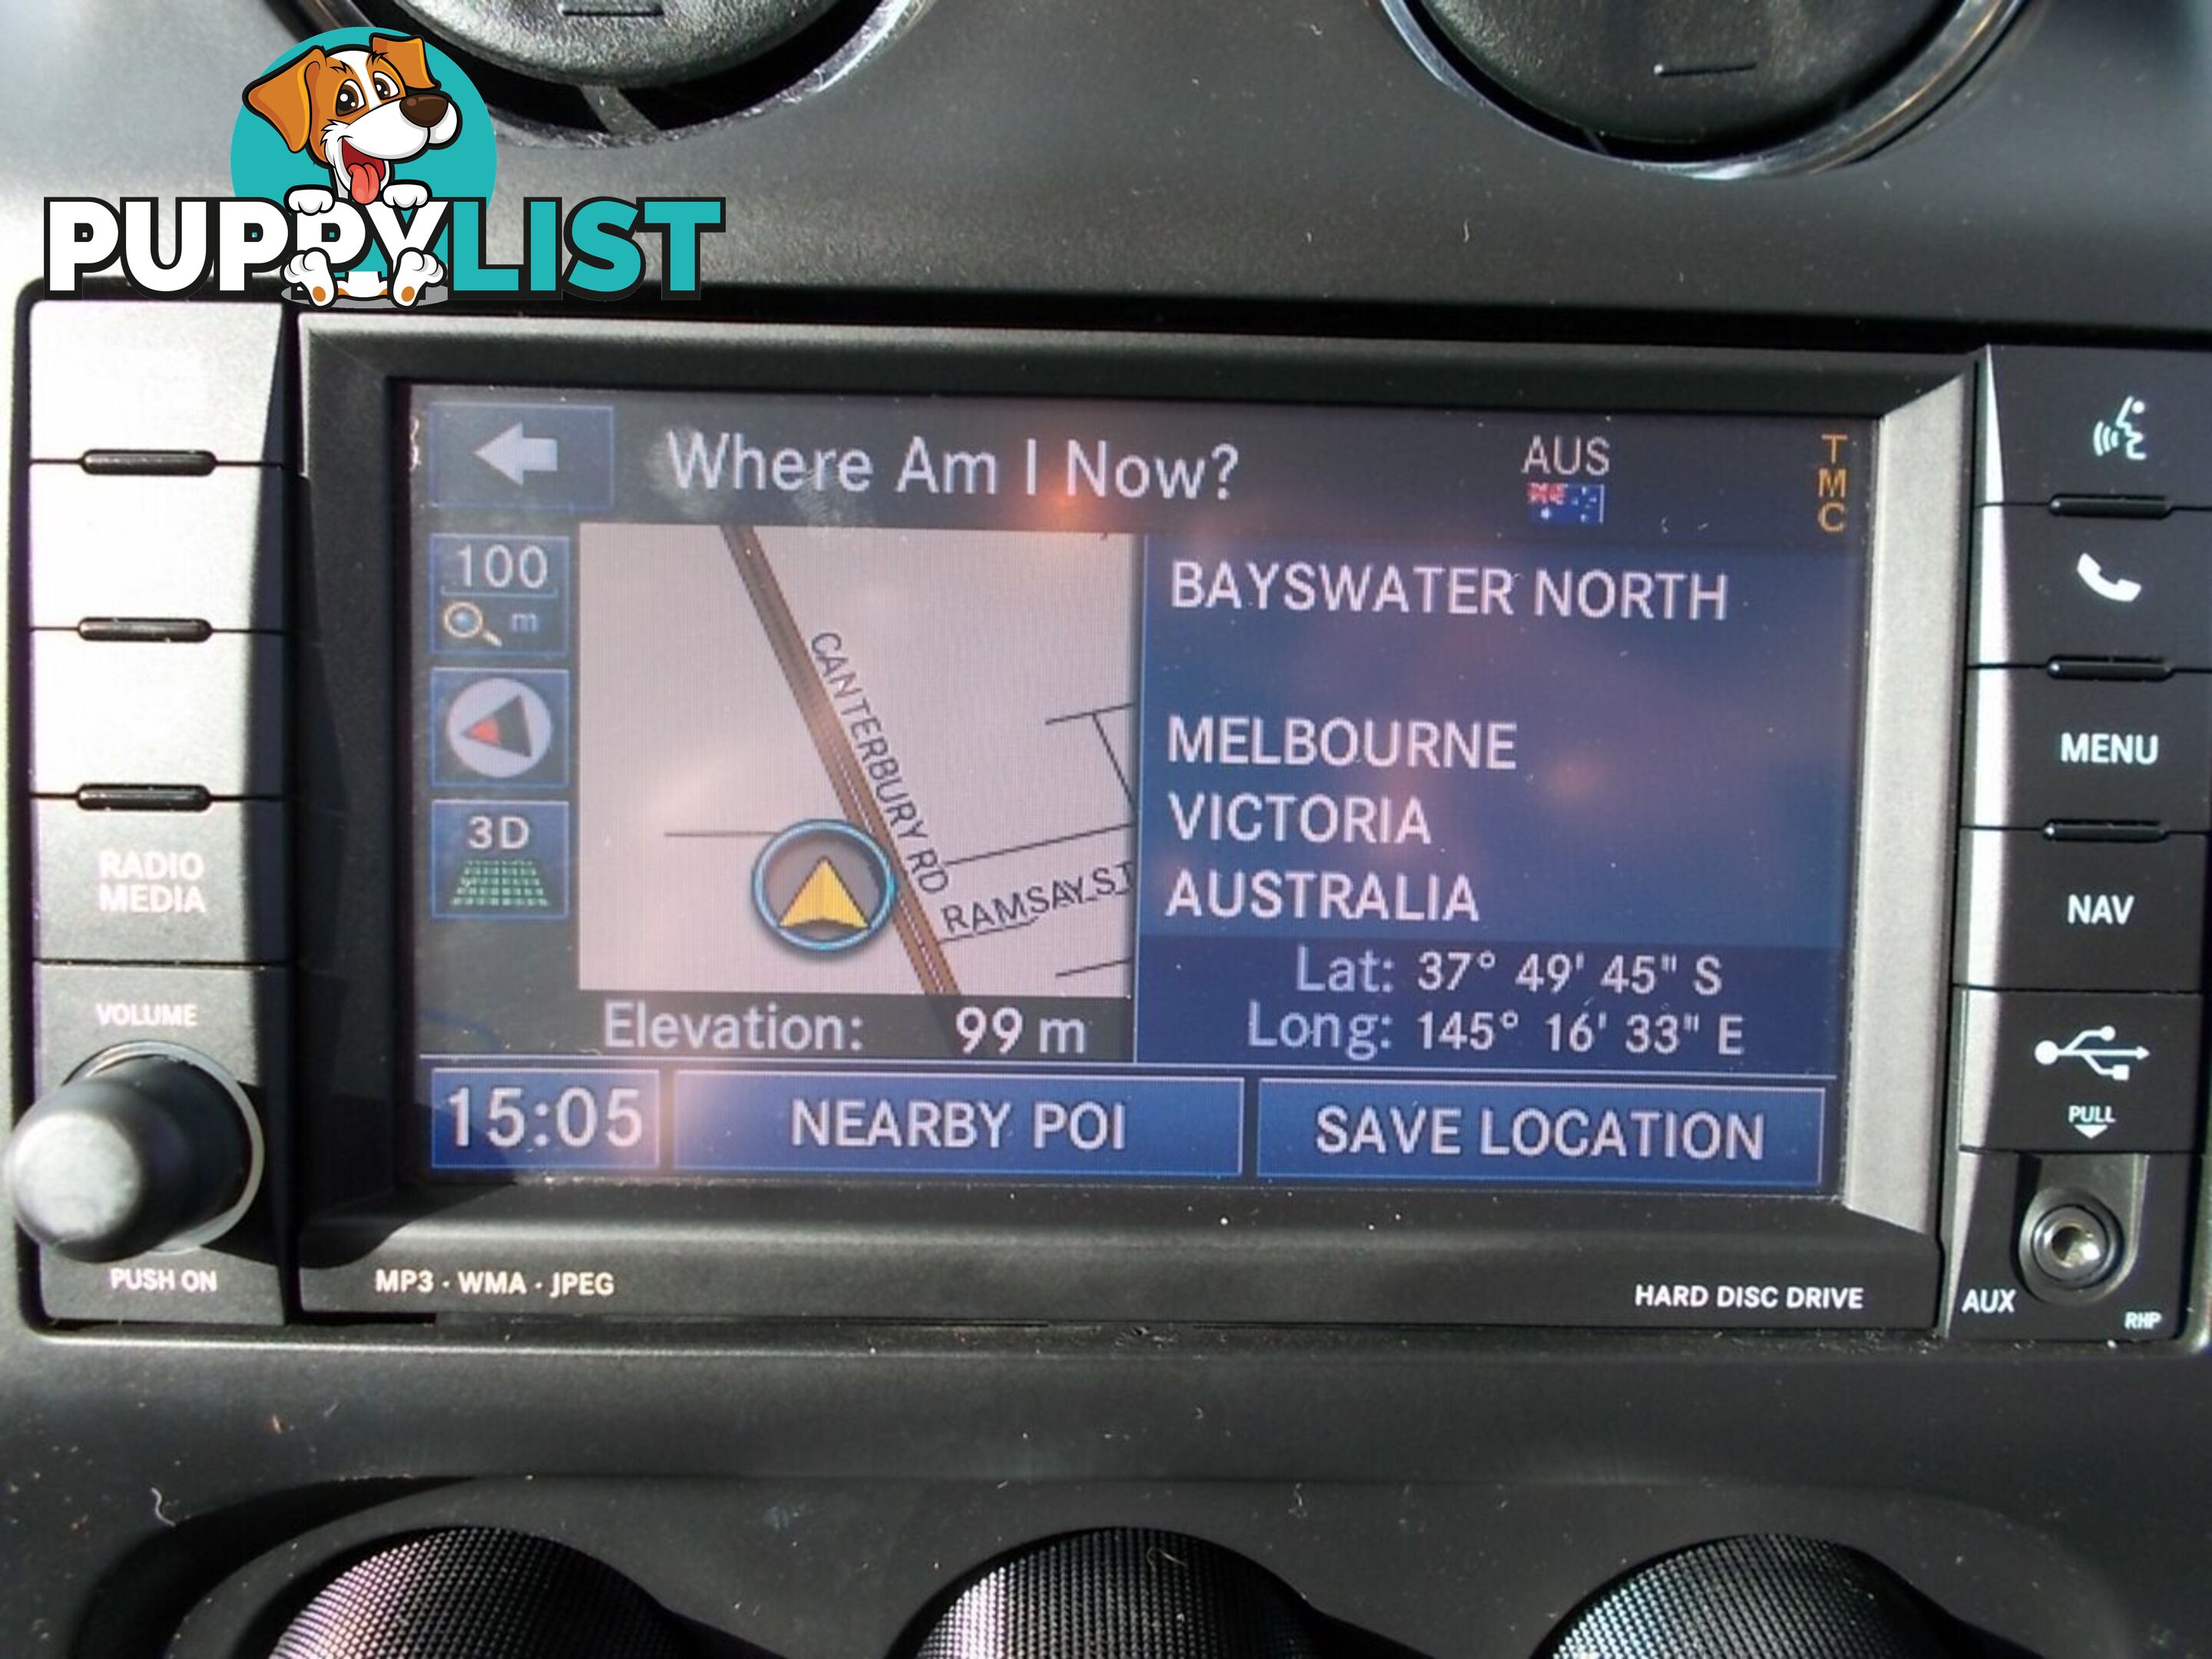 PUPPYLIST
Where Am I Now?
AUS
TMC
100
m
3D
CANTERBURY RD
RAMSAY ST
BAYSWATER NORTH
MELBOURNE
VICTORIA
AUSTRALIA
Lat: 37° 49' 45" S
Long: 145° 16' 33" E
Elevation: 99 m
15:05
NEARBY POI
SAVE LOCATION
RADIO
MEDIA
VOLUME
PUSH ON
MP3 · WMA · JPEG
HARD DISC DRIVE
MENU
NAV
PULL
AUX
RHP